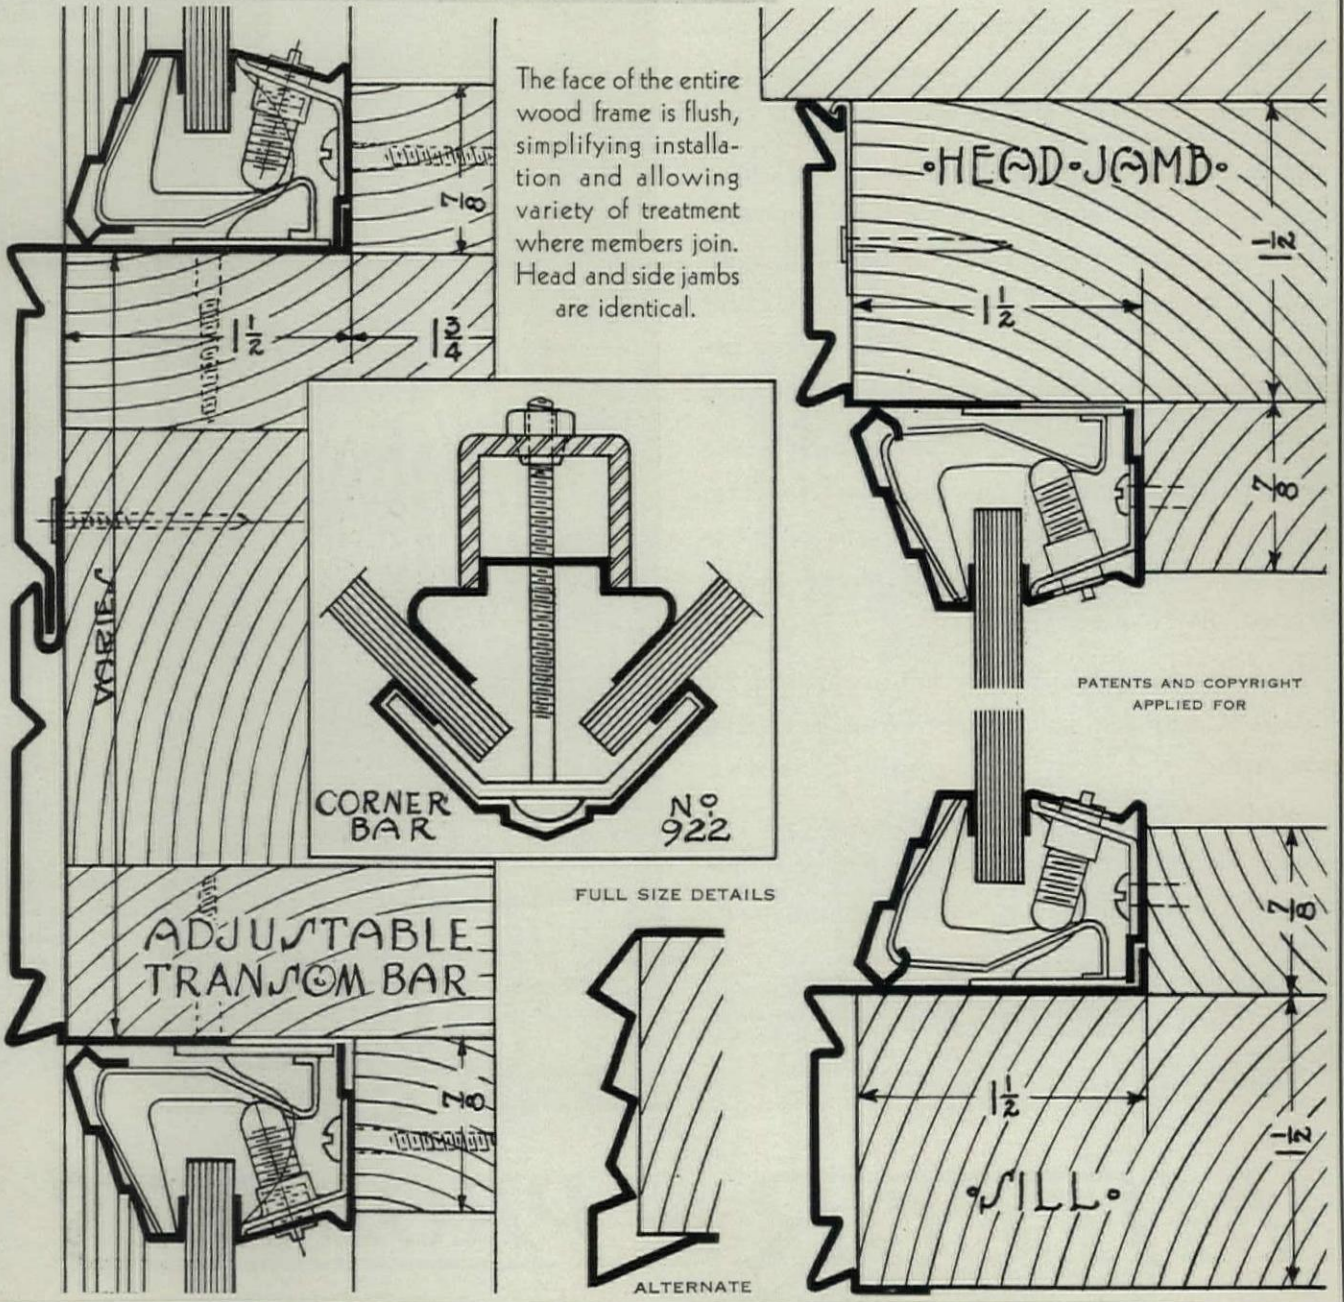 The face of the entire
wood frame is flush,
simplifying installa-
tion and allowing
variety of treatment
where members join.
Head and side jambs
are identical.
7/8
1 1/2
1 3/4
VARIES
CORNER
BAR
No
922
ADJUSTABLE
TRANSOM BAR
7/8
FULL SIZE DETAILS
ALTERNATE
•HEAD•JAMB•
1 1/2
1 1/2
7/8
PATENTS AND COPYRIGHT
APPLIED FOR
7/8
1 1/2
1 1/2
•SILL•